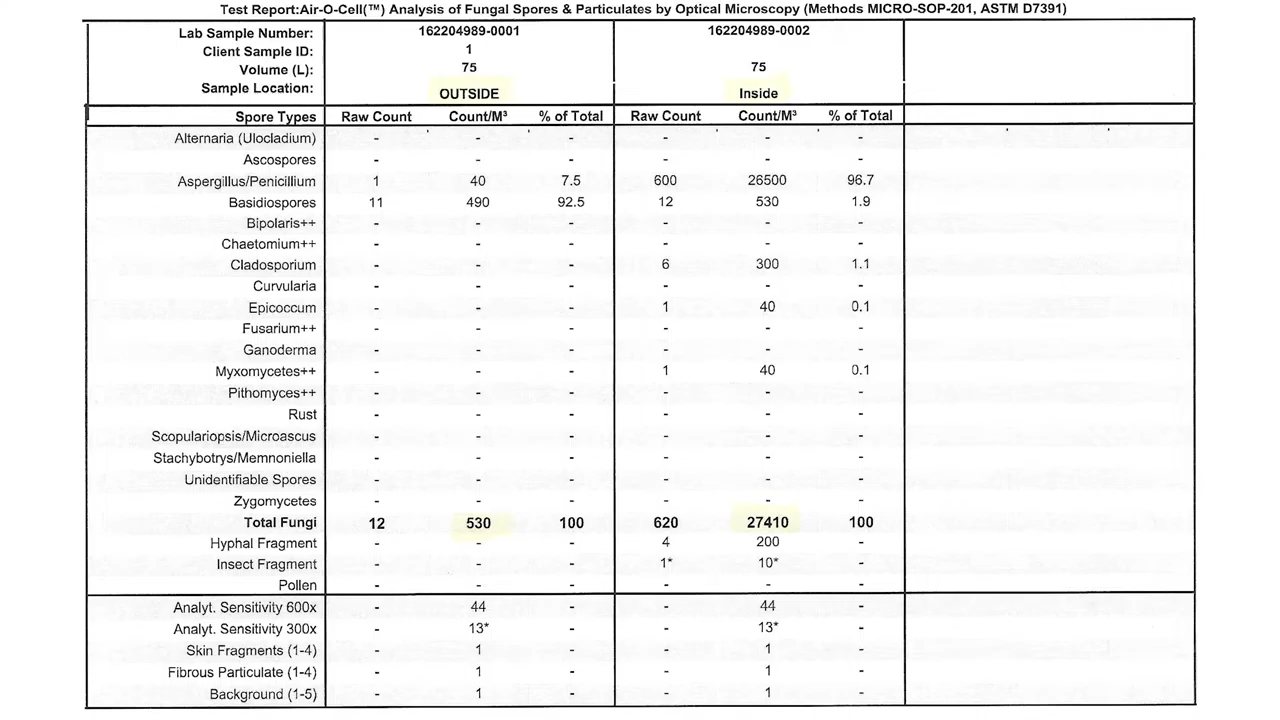 Test Report:Air-O-Cell(™) Analysis of Fungal Spores & Particulates by Optical Microscopy (Methods MICRO-SOP-201, ASTM D7391)
Lab Sample Number: 162204989-0001 162204989-0002
Client Sample ID: 1
Volume (L): 75 75
Sample Location: OUTSIDE Inside
Spore Types Raw Count Count/M³ % of Total Raw Count Count/M³ % of Total
Alternaria (Ulocladium) - - - - - -
Ascospores - - - - - -
Aspergillus/Penicillium 1 40 7.5 600 26500 96.7
Basidiospores 11 490 92.5 12 530 1.9
Bipolaris++ - - - - - -
Chaetomium++ - - - - - -
Cladosporium - - - 6 300 1.1
Curvularia - - - - - -
Epicoccum - - - 1 40 0.1
Fusarium++ - - - - - -
Ganoderma - - - - - -
Myxomycetes++ - - - 1 40 0.1
Pithomyces++ - - - - - -
Rust - - - - - -
Scopulariopsis/Microascus - - - - - -
Stachybotrys/Memnoniella - - - - - -
Unidentifiable Spores - - - - - -
Zygomycetes - - - - - -
Total Fungi 12 530 100 620 27410 100
Hyphal Fragment - - - 4 200 -
Insect Fragment - - - 1* 10* -
Pollen - - - - - -
Analyt. Sensitivity 600x - 44 - - 44 -
Analyt. Sensitivity 300x - 13* - - 13* -
Skin Fragments (1-4) - 1 - - 1 -
Fibrous Particulate (1-4) - 1 - - 1 -
Background (1-5) - 1 - - 1 -